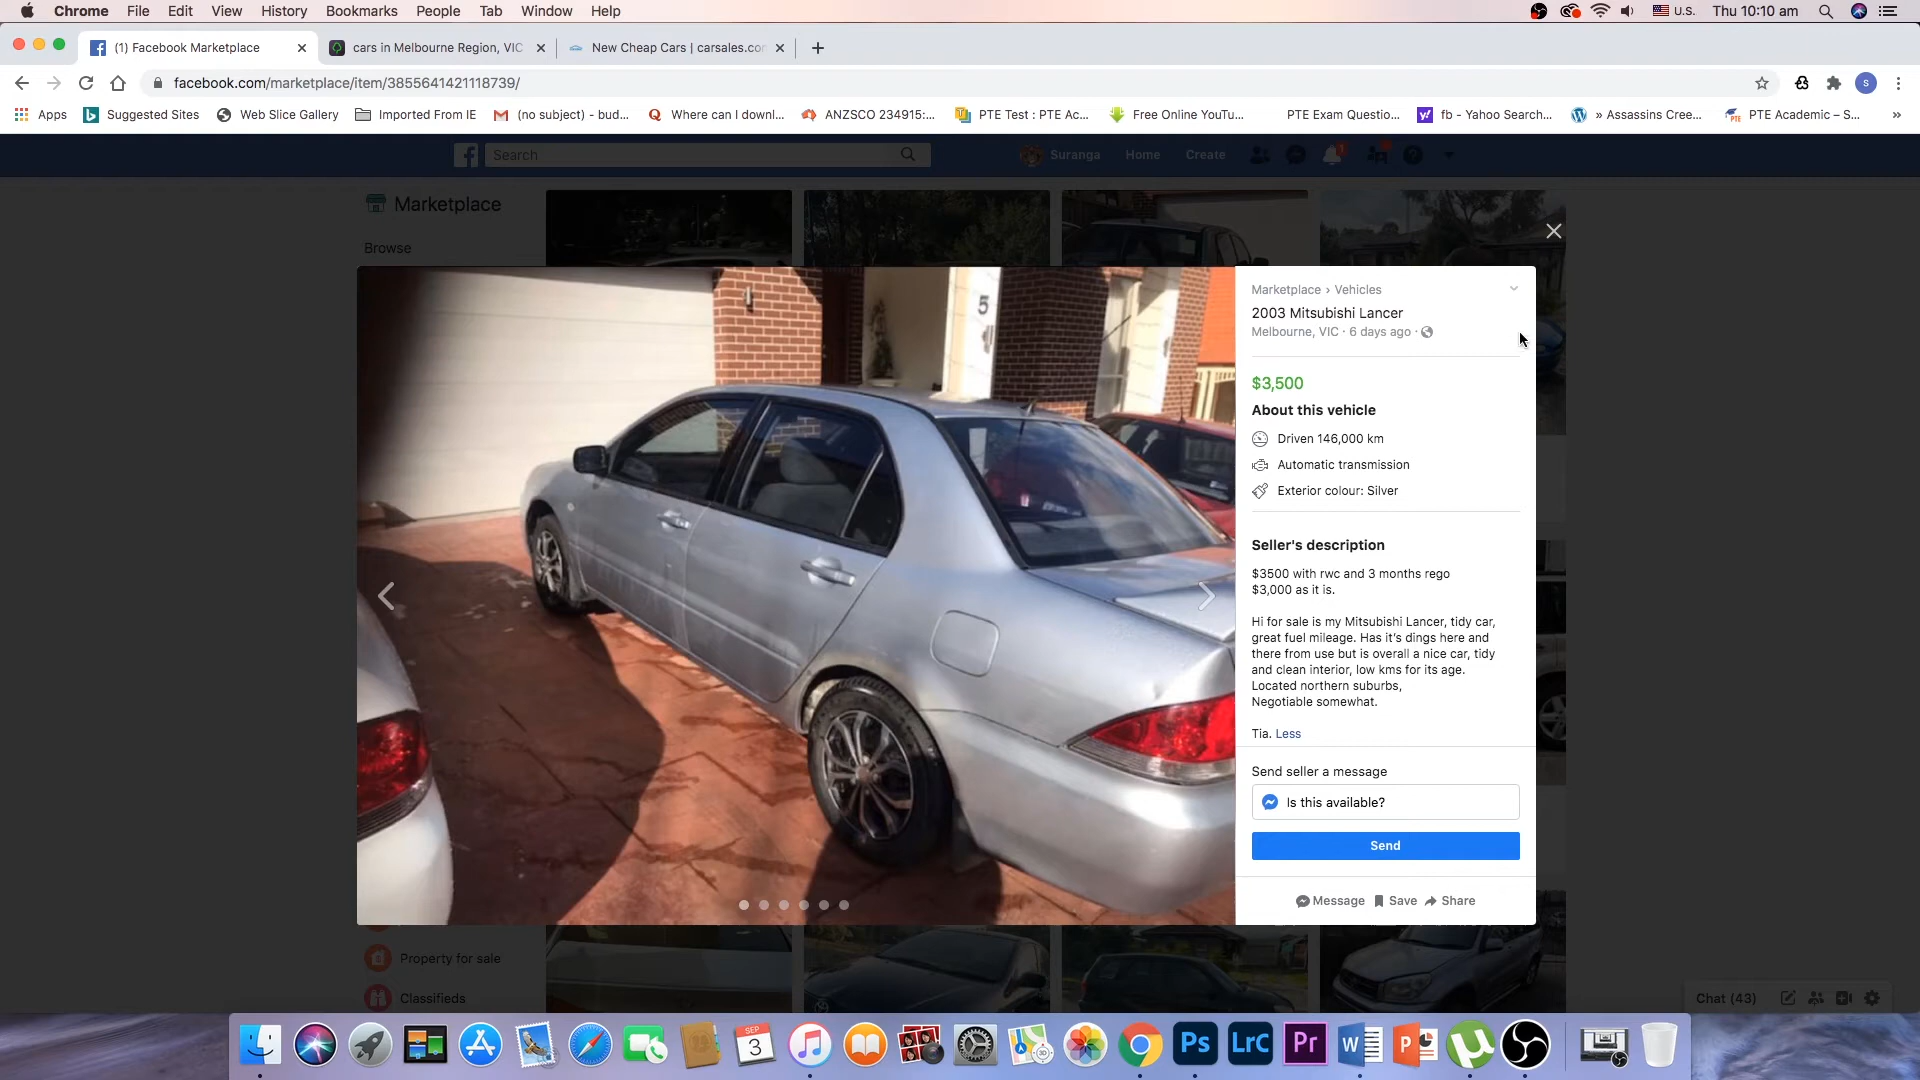 Chrome File Edit View History Bookmarks People Tab Window Help U.S. Thu 10:10 am
(1) Facebook Marketplace cars in Melbourne Region, VIC New Cheap Cars | carsales.co
facebook.com/marketplace/item/3855641421118739/ S
Apps Suggested Sites Web Slice Gallery Imported From IE (no subject) - bud... Where can I downl... ANZSCO 234915:... PTE Test : PTE Ac... Free Online YouTu... PTE Exam Questio... fb - Yahoo Search... » Assassins Cree... PTE Academic – S... »
Search Suranga Home Create 1
Marketplace
Browse
5
Marketplace › Vehicles
2003 Mitsubishi Lancer
Melbourne, VIC · 6 days ago ·
$3,500
About this vehicle
Driven 146,000 km
Automatic transmission
Exterior colour: Silver
Seller's description
$3500 with rwc and 3 months rego
$3,000 as it is.
Hi for sale is my Mitsubishi Lancer, tidy car,
great fuel mileage. Has it's dings here and
there from use but is overall a nice car, tidy
and clean interior, low kms for its age.
Located northern suburbs,
Negotiable somewhat.
Tia. Less
Send seller a message
Is this available?
Send
Message Save Share
Property for sale
Classifieds
Chat (43)
SEP
3
3D
Ps LrC Pr W P